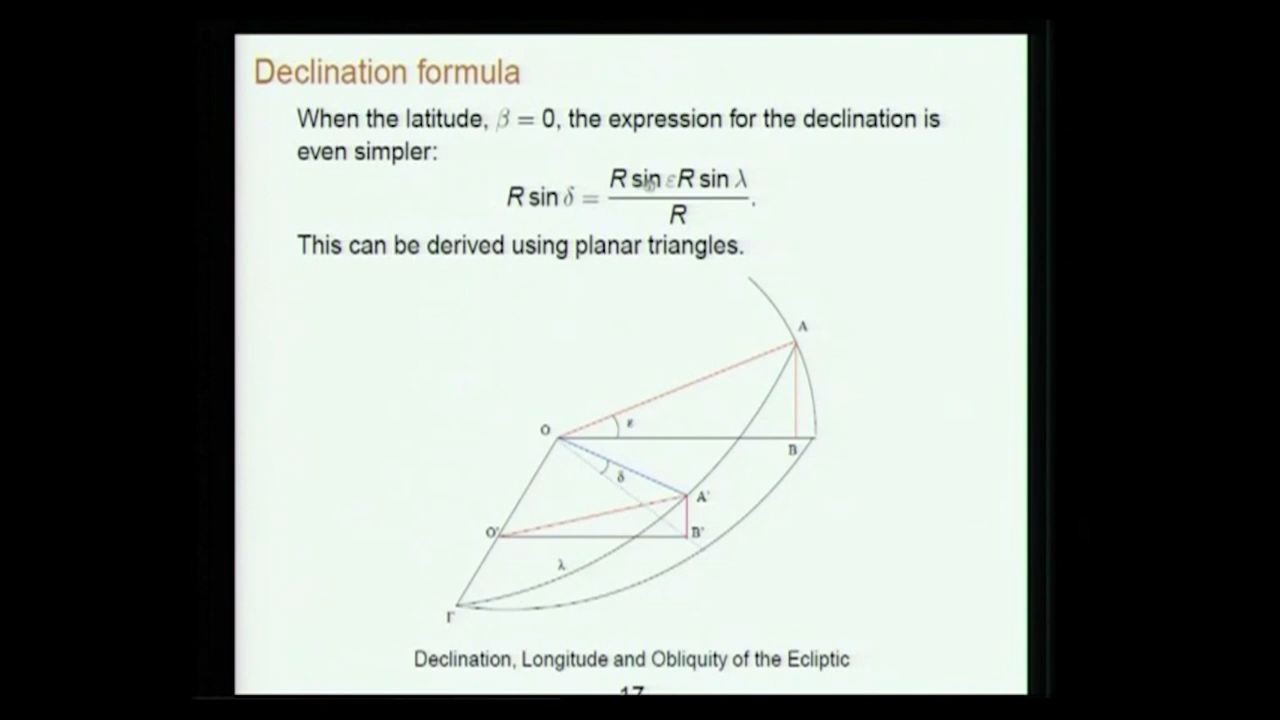 Declination formula
When the latitude, β = 0, the expression for the declination is
even simpler:
R sin δ = R sin ε R sin λ / R.
This can be derived using planar triangles.
A
O
ε
B
δ
A'
O'
B'
λ
Γ
Declination, Longitude and Obliquity of the Ecliptic
17